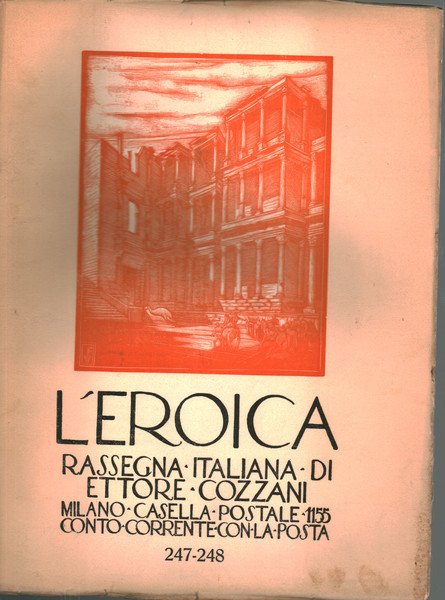 L'EROICA
RASSEGNA·ITALIANA·DI
ETTORE·COZZANI
MILANO·CASELLA·POSTALE·1155
CONTO·CORRENTE·CON·LA·POSTA
247-248